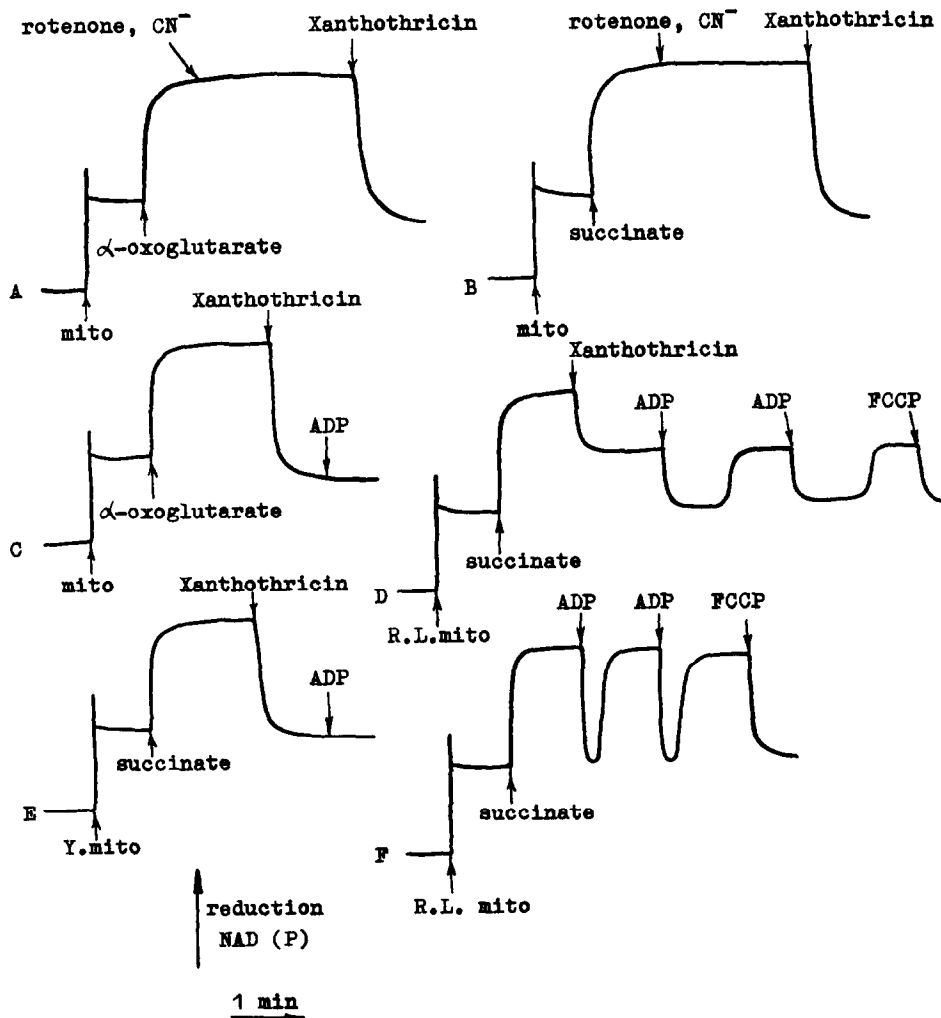 rotenone, CN⁻
Xanthothricin
α-oxoglutarate
A
mito
rotenone, CN⁻
Xanthothricin
succinate
B
mito
Xanthothricin
ADP
α-oxoglutarate
C
mito
Xanthothricin
ADP
ADP
FCCP
succinate
D
R.L.mito
Xanthothricin
ADP
succinate
E
Y.mito
ADP
ADP
FCCP
succinate
F
R.L. mito
reduction
NAD (P)
1 min